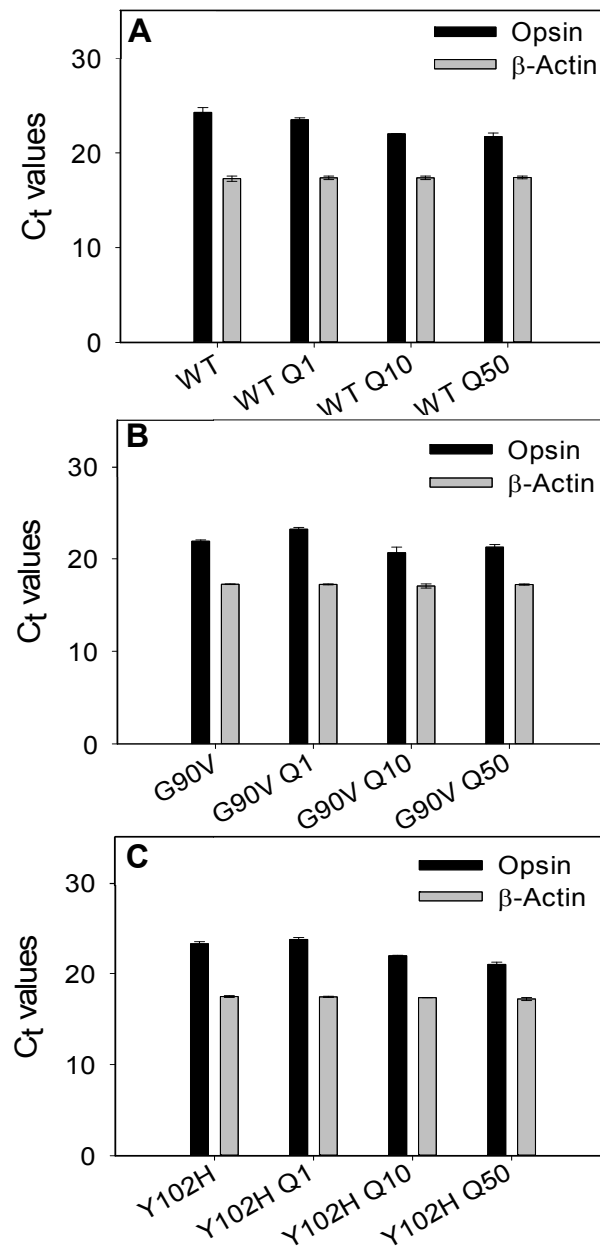 A
Opsin
β-Actin
30
20
10
0
Ct values
WT
WT Q1
WT Q10
WT Q50
B
Opsin
β-Actin
30
20
10
0
Ct values
G90V
G90V Q1
G90V Q10
G90V Q50
C
Opsin
β-Actin
30
20
10
0
Ct values
Y102H
Y102H Q1
Y102H Q10
Y102H Q50